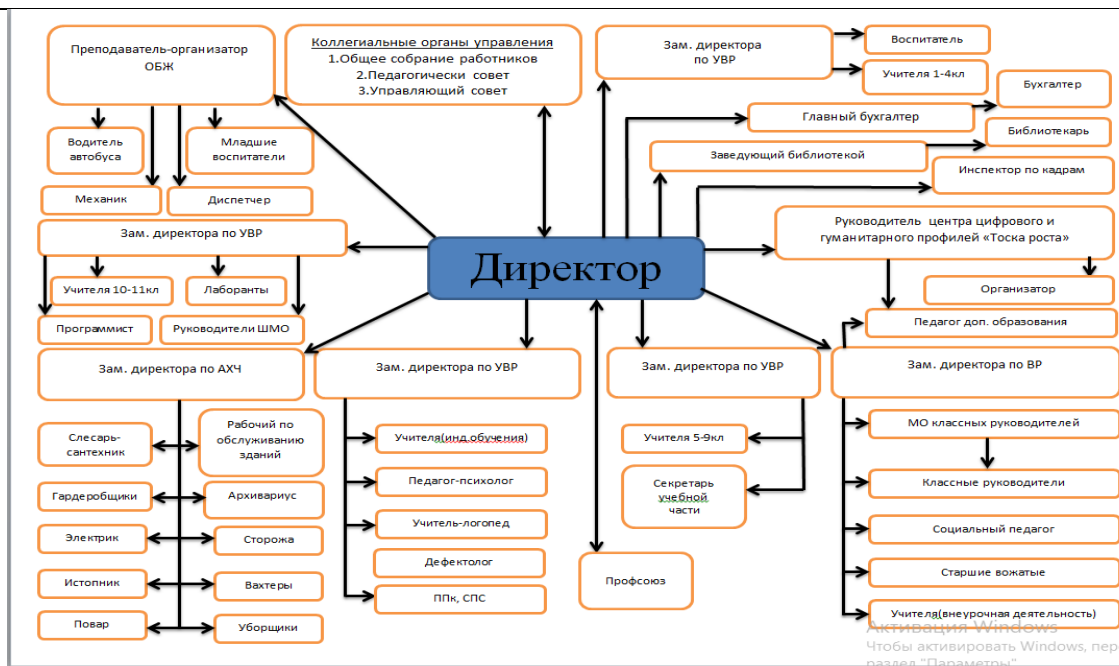 Преподаватель-организатор
ОБЖ
Коллегиальные органы управления
1.Общее собрание работников
2.Педагогически совет
3.Управляющий совет
Зам. директора
по УВР
Воспитатель
Учителя 1-4кл
Бухгалтер
Главный бухгалтер
Библиотекарь
Заведующий библиотекой
Инспектор по кадрам
Водитель
автобуса
Младшие
воспитатели
Механик
Диспетчер
Зам. директора по УВР
Руководитель центра цифрового и
гуманитарного профилей «Тоска роста»
Директор
Учителя 10-11кл
Лаборанты
Организатор
Программист
Руководители ШМО
Педагог доп. образования
Зам. директора по АХЧ
Зам. директора по УВР
Зам. директора по УВР
Зам. директора по ВР
Слесарь-
сантехник
Рабочий по
обслуживанию
зданий
Гардеробщики
Архивариус
Электрик
Сторожа
Истопник
Вахтеры
Повар
Уборщики
Учителя(инд.обучения)
Педагог-психолог
Учитель-логопед
Дефектолог
ППк, СПС
Учителя 5-9кл
Секретарь
учебной
части
Профсоюз
МО классных руководителей
Классные руководители
Социальный педагог
Старшие вожатые
Учителя(внеурочная деятельность)
Активация Windows
Чтобы активировать Windows, пер
раздел "Параметры"